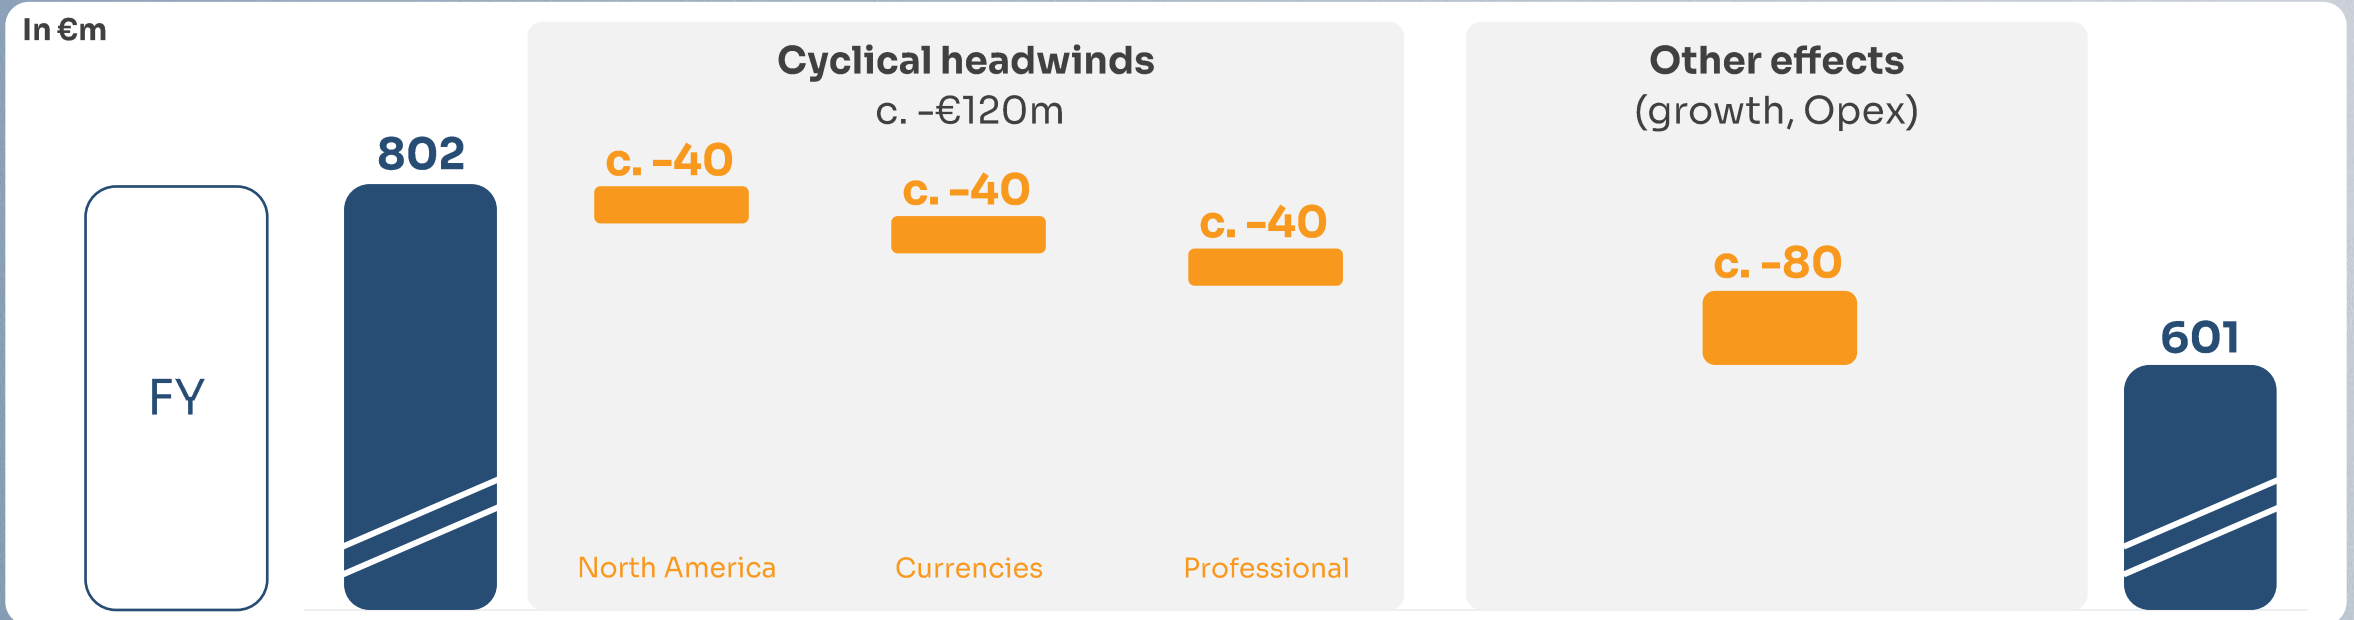 In €m
Cyclical headwinds
c. -€120m
Other effects
(growth, Opex)
FY
802
c. -40
c. -40
c. -40
c. -80
601
North America
Currencies
Professional